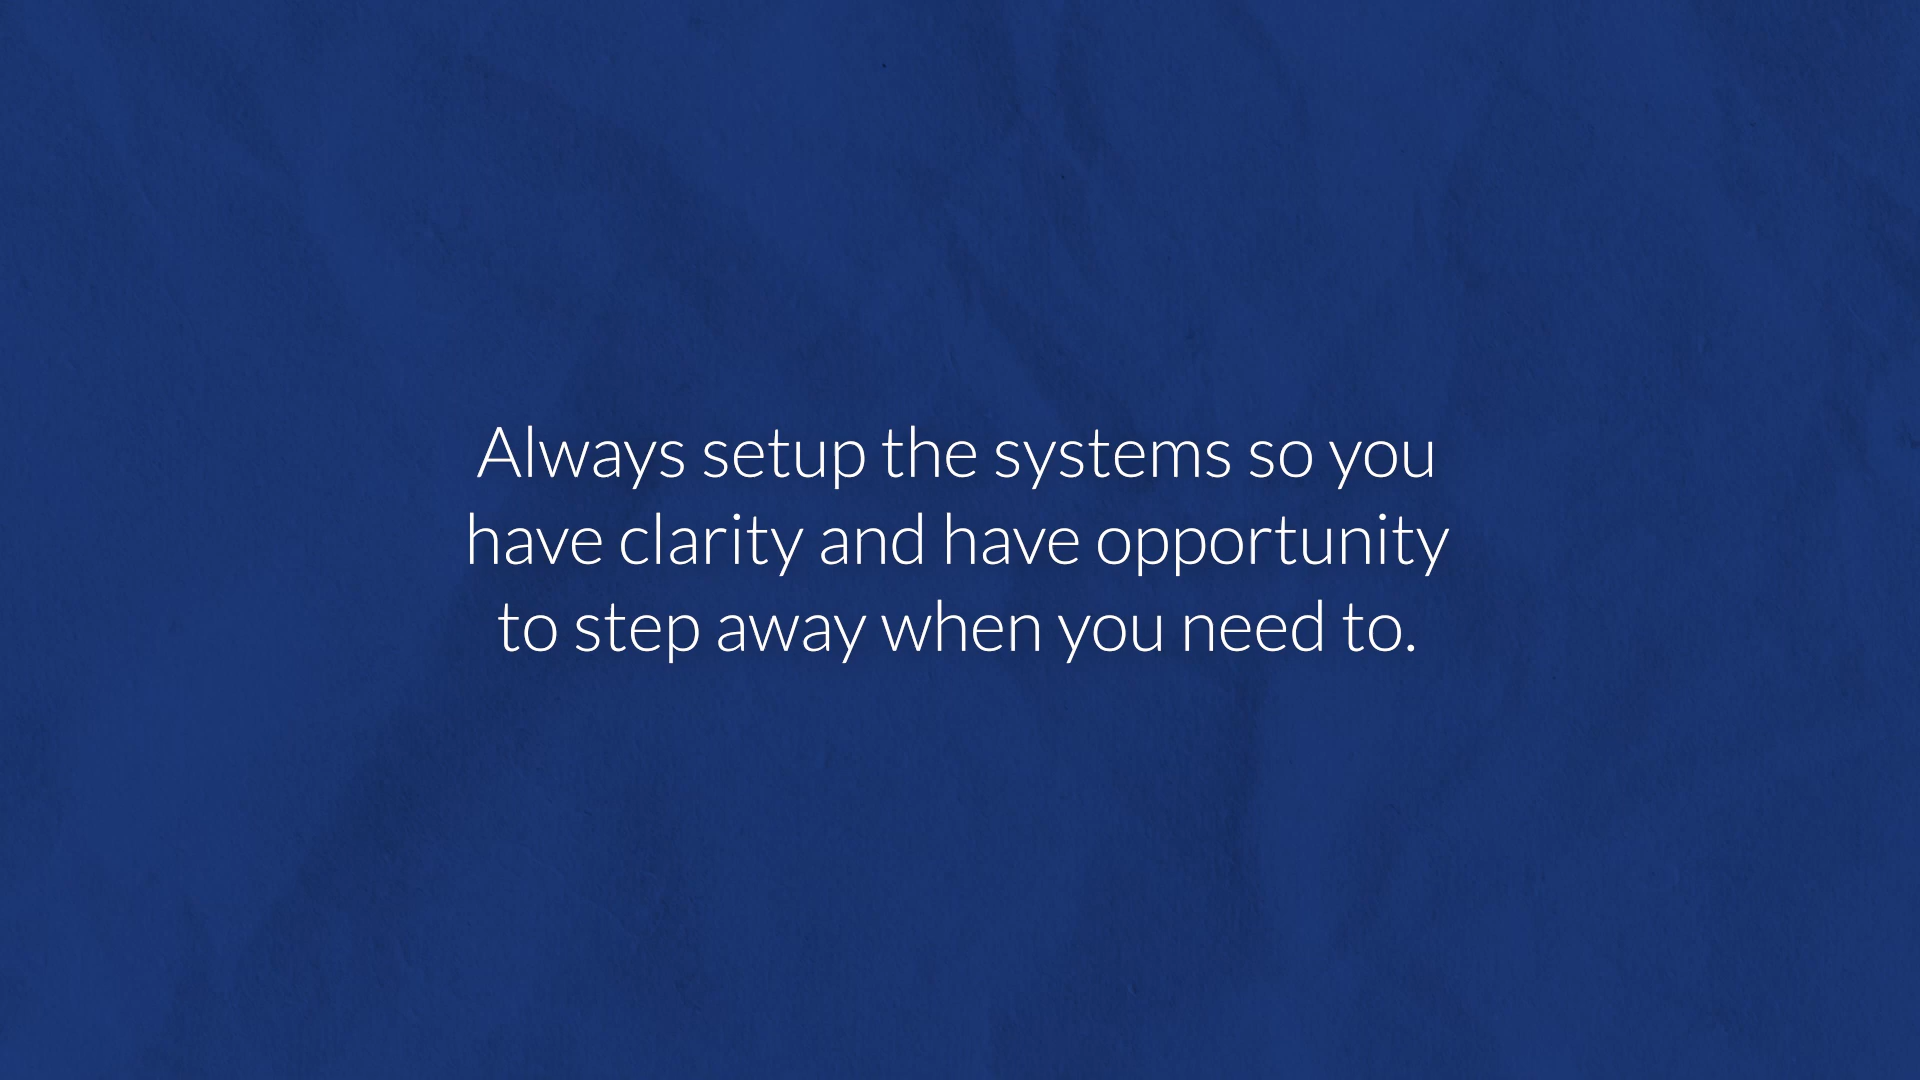 Always setup the systems so you
have clarity and have opportunity
to step away when you need to.